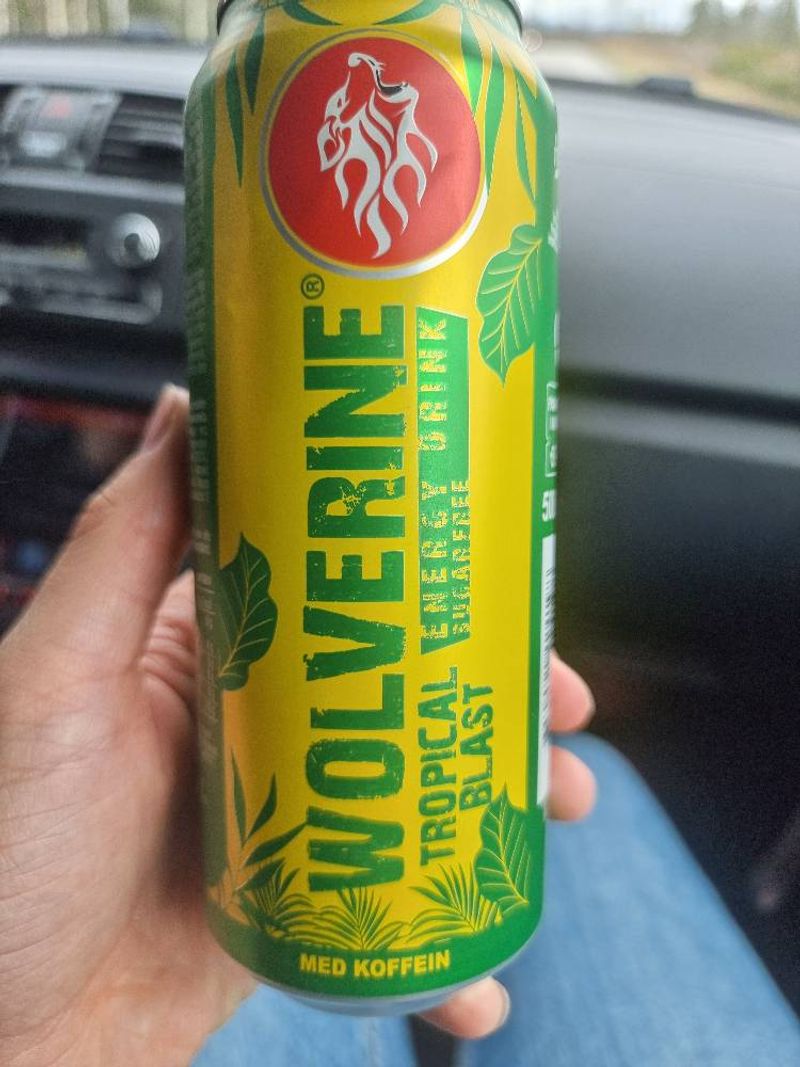 WOLVERINE®
ENERGY DRINK
SUGARFREE
TROPICAL
BLAST
MED KOFFEIN